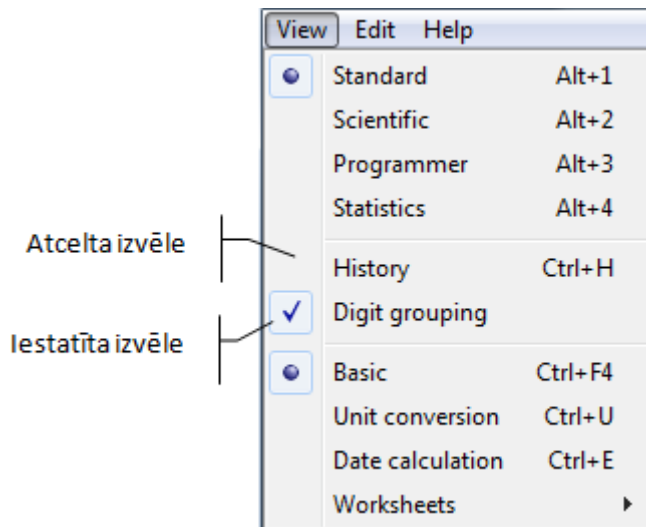 View Edit Help
Standard Alt+1
Scientific Alt+2
Programmer Alt+3
Statistics Alt+4
Atcelta izvēle
History Ctrl+H
Digit grouping
Iestatīta izvēle
Basic Ctrl+F4
Unit conversion Ctrl+U
Date calculation Ctrl+E
Worksheets